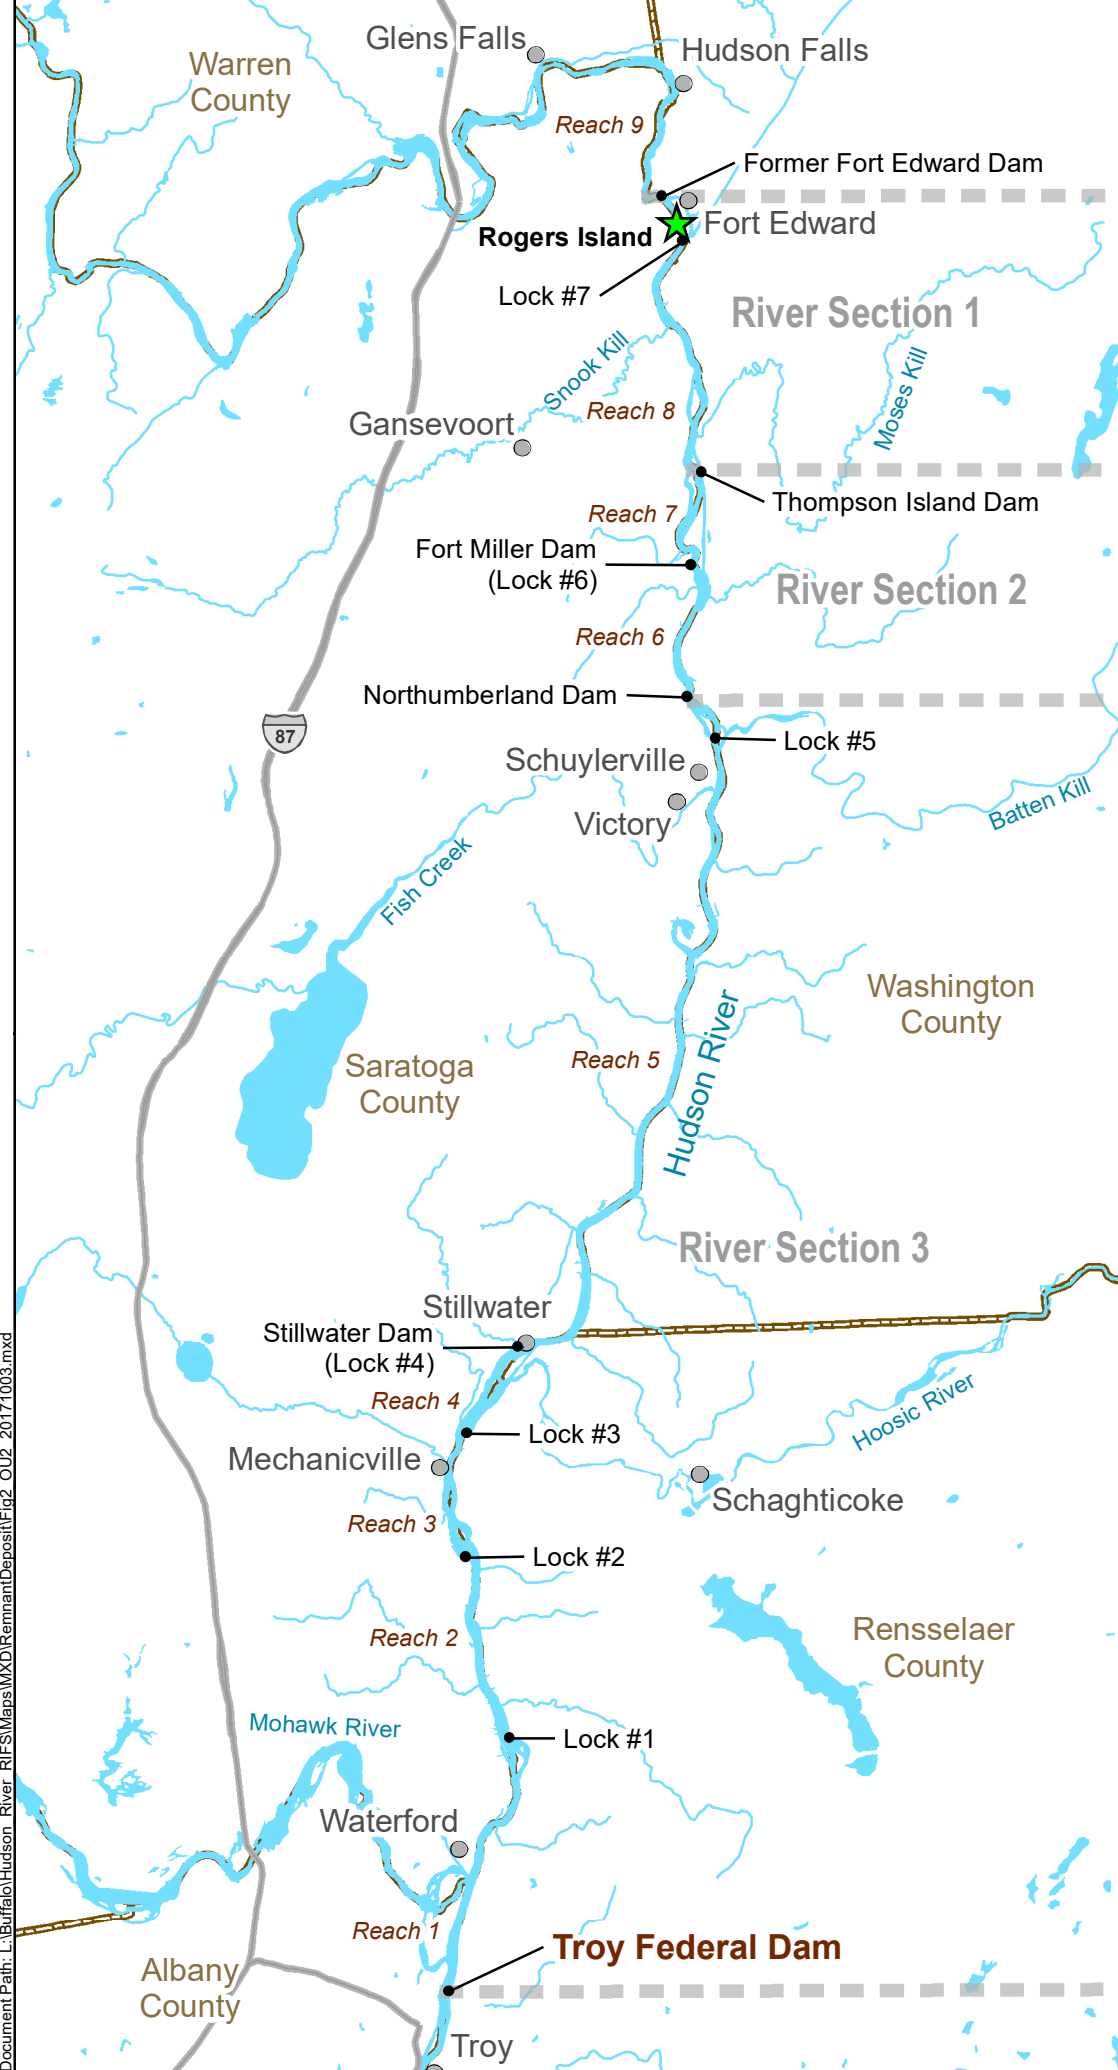 Glens Falls
Hudson Falls
Warren
County
Reach 9
Former Fort Edward Dam
Fort Edward
Rogers Island
Lock #7
River Section 1
Snook Kill
Moses Kill
Reach 8
Gansevoort
Thompson Island Dam
Reach 7
Fort Miller Dam
(Lock #6)
River Section 2
Reach 6
Northumberland Dam
87
Lock #5
Schuylerville
Batten Kill
Victory
Fish Creek
Washington
County
Hudson River
Saratoga
County
Reach 5
River Section 3
Stillwater
Stillwater Dam
(Lock #4)
Reach 4
Hoosic River
Lock #3
Mechanicville
Schaghticoke
Reach 3
Lock #2
Rensselaer
County
Reach 2
Mohawk River
Lock #1
Waterford
Reach 1
Troy Federal Dam
Albany
County
Troy
Document Path: L:\Buffalo\Hudson_River_RIFS\Maps\MXD\RemnantDeposit\Fig2_OU2_20171003.mxd